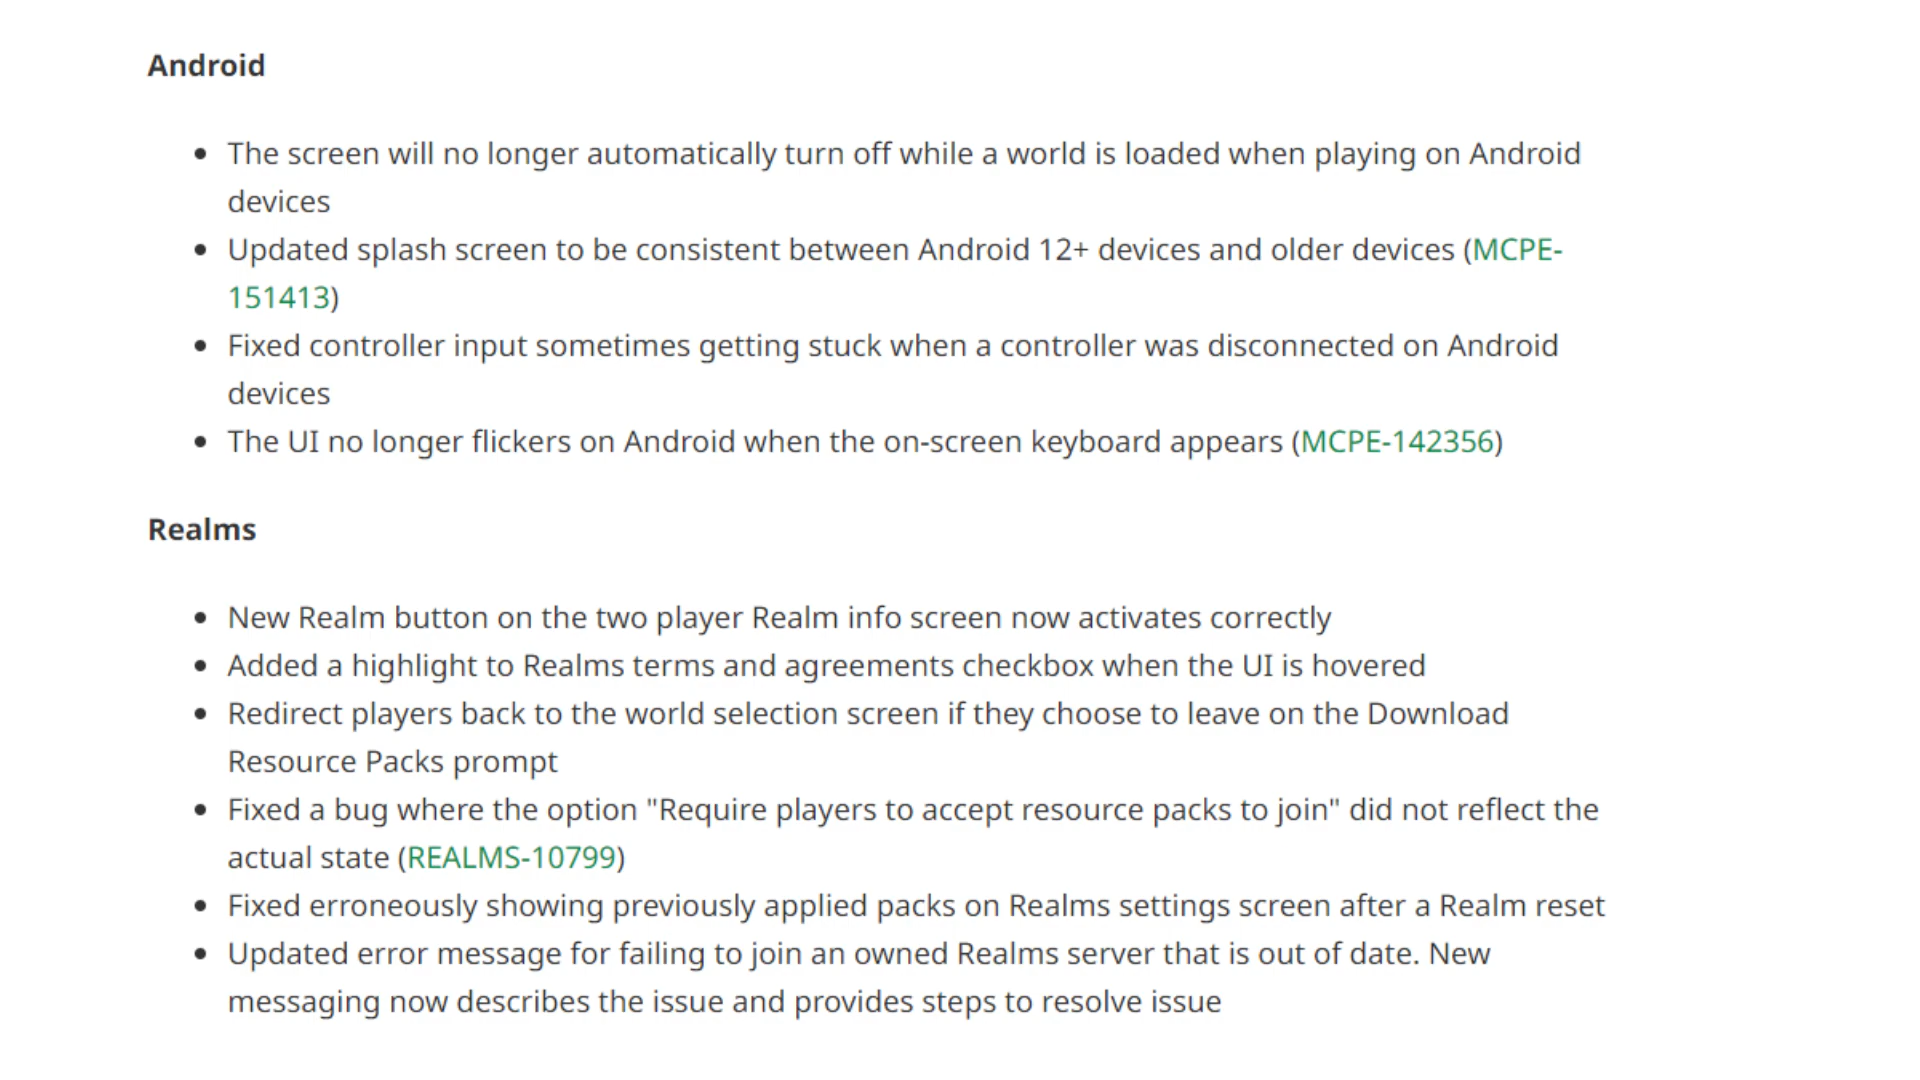 Android
• The screen will no longer automatically turn off while a world is loaded when playing on Android
devices
• Updated splash screen to be consistent between Android 12+ devices and older devices (MCPE-
151413)
• Fixed controller input sometimes getting stuck when a controller was disconnected on Android
devices
• The UI no longer flickers on Android when the on-screen keyboard appears (MCPE-142356)
Realms
• New Realm button on the two player Realm info screen now activates correctly
• Added a highlight to Realms terms and agreements checkbox when the UI is hovered
• Redirect players back to the world selection screen if they choose to leave on the Download
Resource Packs prompt
• Fixed a bug where the option "Require players to accept resource packs to join" did not reflect the
actual state (REALMS-10799)
• Fixed erroneously showing previously applied packs on Realms settings screen after a Realm reset
• Updated error message for failing to join an owned Realms server that is out of date. New
messaging now describes the issue and provides steps to resolve issue